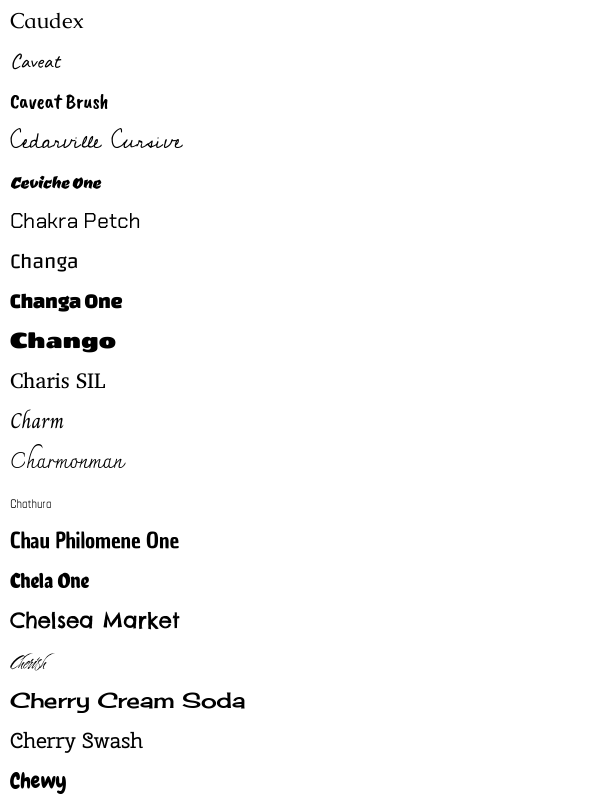 Caudex
Caveat
Caveat Brush
Cedarville Cursive
Ceviche One
Chakra Petch
Changa
Changa One
Chango
Charis SIL
Charm
Charmonman
Chathura
Chau Philomene One
Chela One
Chelsea Market
Cherish
Cherry Cream Soda
Cherry Swash
Chewy